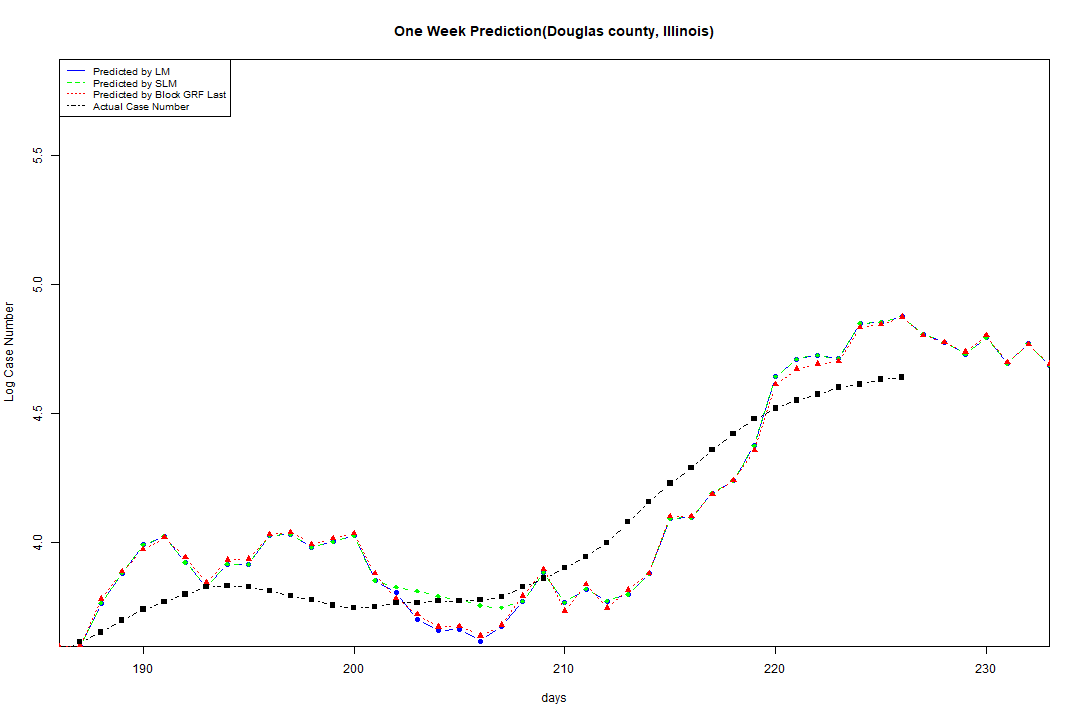 One Week Prediction(Douglas county, Illinois)
Predicted by LM
Predicted by SLM
Predicted by Block GRF Last
Actual Case Number
5.5
5.0
4.5
4.0
Log Case Number
190 200 210 220 230
days